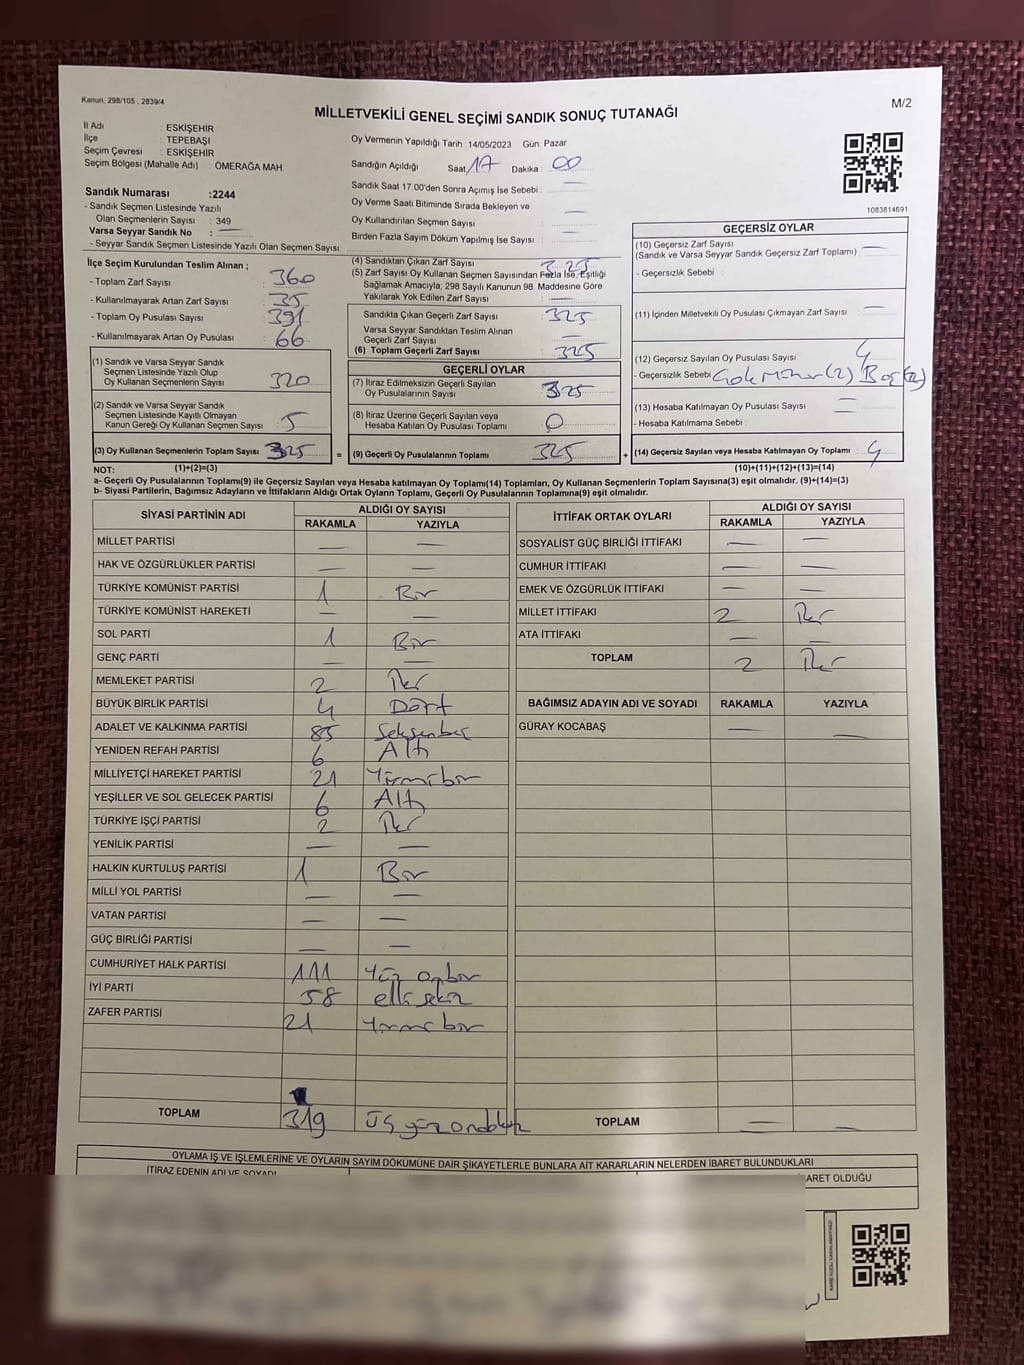 Kanun, 298/105 , 2839/4
M/2
MİLLETVEKİLİ GENEL SEÇİMİ SANDIK SONUÇ TUTANAĞI
İl Adı : ESKİŞEHİR
İlçe : TEPEBAŞI
Seçim Çevresi : ESKİŞEHİR
Seçim Bölgesi (Mahalle Adı) : ÖMERAĞA MAH
Sandık Numarası :2244
- Sandık Seçmen Listesinde Yazılı
Olan Seçmenlerin Sayısı : 349
Varsa Seyyar Sandık No : —
- Seyyar Sandık Seçmen Listesinde Yazılı Olan Seçmen Sayısı:
Oy Vermenin Yapıldığı Tarih : 14/05/2023 Gün: Pazar
Sandığın Açıldığı Saat 17 Dakika : 00
Sandık Saat 17.00'den Sonra Açımış İse Sebebi : —
Oy Verme Saati Bitiminde Sırada Bekleyen ve
Oy Kullandırılan Seçmen Sayısı —
Birden Fazla Sayım Döküm Yapılmış İse Sayısı : —
1083814691
İlçe Seçim Kurulundan Teslim Alınan ;
- Toplam Zarf Sayısı : 360
- Kullanılmayarak Artan Zarf Sayısı : 35
- Toplam Oy Pusulası Sayısı : 391
- Kullanılmayarak Artan Oy Pusulası : 66
(1) Sandık ve Varsa Seyyar Sandık
Seçmen Listesinde Yazılı Olup
Oy Kullanan Seçmenlerin Sayısı : 320
(2) Sandık ve Varsa Seyyar Sandık
Seçmen Listesinde Kayıtlı Olmayan
Kanun Gereği Oy Kullanan Seçmen Sayısı : 5
(3) Oy Kullanan Seçmenlerin Toplam Sayısı : 325
(4) Sandıktan Çıkan Zarf Sayısı : 325
(5) Zarf Sayısı Oy Kullanan Seçmen Sayısından Fazla İse, Eşitliği
Sağlamak Amacıyla; 298 Sayılı Kanunun 98. Maddesine Göre
Yakılarak Yok Edilen Zarf Sayısı : —
Sandıkta Çıkan Geçerli Zarf Sayısı : 325
Varsa Seyyar Sandıktan Teslim Alınan
Geçerli Zarf Sayısı : —
(6) Toplam Geçerli Zarf Sayısı : 325
GEÇERLİ OYLAR
(7) İtiraz Edilmeksizin Geçerli Sayılan
Oy Pusulalarının Sayısı : 325
(8) İtiraz Üzerine Geçerli Sayılan veya
Hesaba Katılan Oy Pusulası Toplamı : 0
= (9) Geçerli Oy Pusulalarının Toplamı : 325 +
GEÇERSİZ OYLAR
(10) Geçersiz Zarf Sayısı
(Sandık ve Varsa Seyyar Sandık Geçersiz Zarf Toplamı) : —
- Geçersizlik Sebebi :
(11) İçinden Milletvekili Oy Pusulası Çıkmayan Zarf Sayısı : —
(12) Geçersiz Sayılan Oy Pusulası Sayısı : 4
- Geçersizlik Sebebi : (2) Boş (2)
(13) Hesaba Katılmayan Oy Pusulası Sayısı : —
- Hesaba Katılmama Sebebi : —
(14) Geçersiz Sayılan veya Hesaba Katılmayan Oy Toplamı : 4
NOT: (1)+(2)=(3) (10)+(11)+(12)+(13)=(14)
a- Geçerli Oy Pusulalarının Toplamı(9) ile Geçersiz Sayılan veya Hesaba katılmayan Oy Toplamı(14) Toplamları, Oy Kullanan Seçmenlerin Toplam Sayısına(3) eşit olmalıdır. (9)+(14)=(3)
b- Siyasi Partilerin, Bağımsız Adayların ve İttifakların Aldığı Ortak Oyların Toplamı, Geçerli Oy Pusulalarının Toplamına(9) eşit olmalıdır.
SİYASİ PARTİNİN ADI ALDIĞI OY SAYISI
RAKAMLA YAZIYLA
MİLLET PARTİSİ — —
HAK VE ÖZGÜRLÜKLER PARTİSİ — —
TÜRKİYE KOMÜNİST PARTİSİ 1 Bir
TÜRKİYE KOMÜNİST HAREKETİ — —
SOL PARTİ 1 Bir
GENÇ PARTİ — —
MEMLEKET PARTİSİ 2 İki
BÜYÜK BİRLİK PARTİSİ 4 Dört
ADALET VE KALKINMA PARTİSİ 85 Seksenbeş
YENİDEN REFAH PARTİSİ 6 Altı
MİLLİYETÇİ HAREKET PARTİSİ 21 Yirmibir
YEŞİLLER VE SOL GELECEK PARTİSİ 6 Altı
TÜRKİYE İŞÇİ PARTİSİ 2 İki
YENİLİK PARTİSİ — —
HALKIN KURTULUŞ PARTİSİ 1 Bir
MİLLİ YOL PARTİSİ — —
VATAN PARTİSİ — —
GÜÇ BİRLİĞİ PARTİSİ — —
CUMHURİYET HALK PARTİSİ 111 Yüz onbir
İYİ PARTİ 58 elli sekiz
ZAFER PARTİSİ 21 Yirmi bir
TOPLAM 319 Üç yüz ondokuz
İTTİFAK ORTAK OYLARI ALDIĞI OY SAYISI
RAKAMLA YAZIYLA
SOSYALİST GÜÇ BİRLİĞİ İTTİFAKI — —
CUMHUR İTTİFAKI — —
EMEK VE ÖZGÜRLÜK İTTİFAKI — —
MİLLET İTTİFAKI 2 İki
ATA İTTİFAKI — —
TOPLAM 2 İki
BAĞIMSIZ ADAYIN ADI VE SOYADI RAKAMLA YAZIYLA
GÜRAY KOCABAŞ — —
TOPLAM — —
OYLAMA İŞ VE İŞLEMLERİNE VE OYLARIN SAYIM DÖKÜMÜNE DAİR ŞİKAYETLERLE BUNLARA AİT KARARLARIN NELERDEN İBARET BULUNDUKLARI
İTİRAZ EDENİN ADI VE SOYADI
BARET OLDUĞU